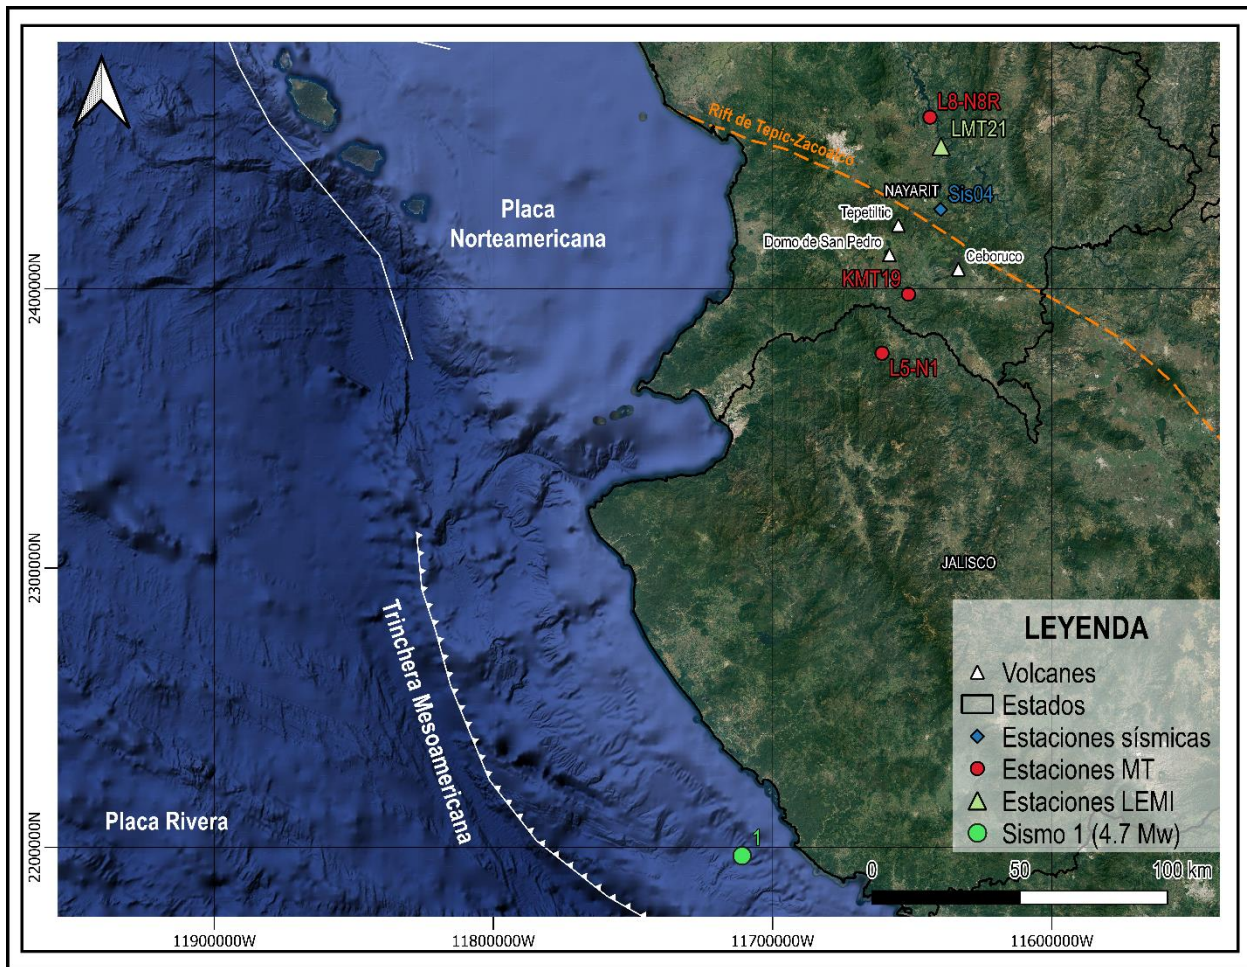 L8-N8R
LMT21
Rift de Tepic-Zacoalco
NAYARIT
Sis04
Tepetiltic
Placa
Norteamericana
Domo de San Pedro
Ceboruco
KMT19
L5-N1
2400000N
2300000N
2200000N
JALISCO
Trinchera Mesoamericana
Placa Rivera
1
LEYENDA
Volcanes
Estados
Estaciones sísmicas
Estaciones MT
Estaciones LEMI
Sismo 1 (4.7 Mw)
0 50 100 km
11900000W 11800000W 11700000W 11600000W